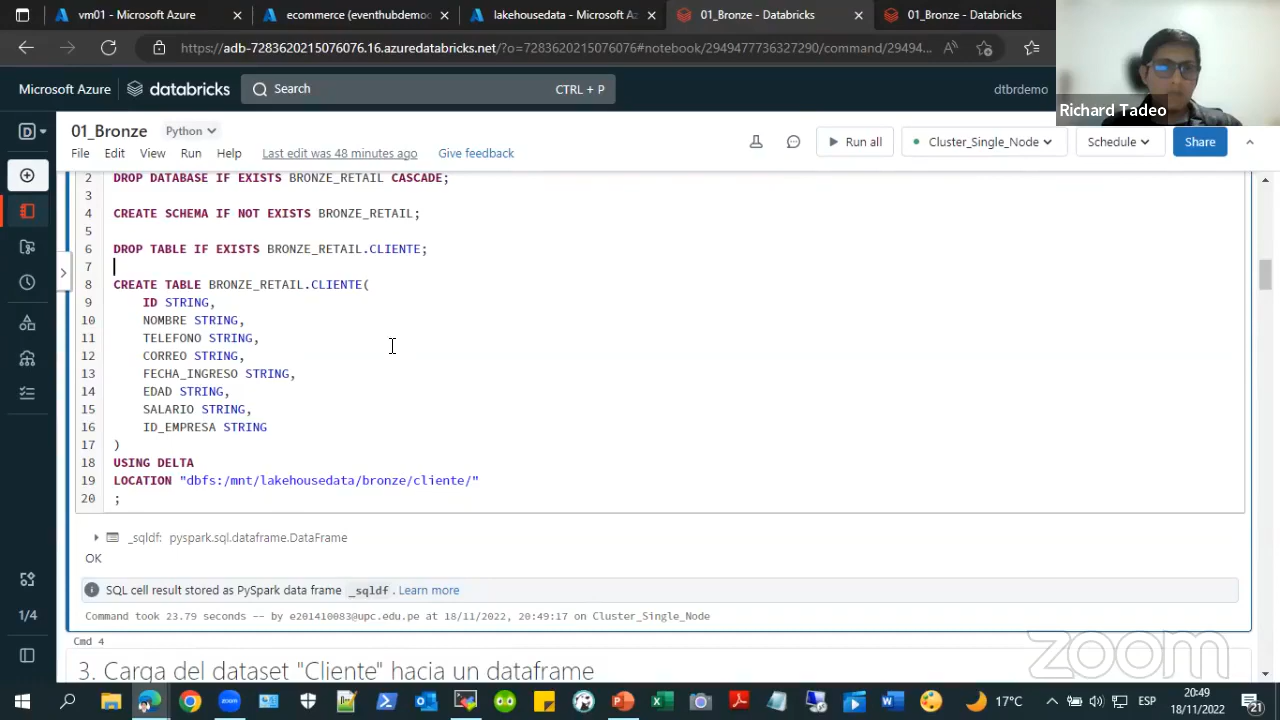 vm01 - Microsoft Azure
ecommerce (eventhubdemo
lakehousedata - Microsoft Az
01_Bronze - Databricks
01_Bronze - Databricks
https://adb-7283620215076076.16.azuredatabricks.net/?o=7283620215076076#notebook/2949477736327290/command/29494...
Microsoft Azure
databricks
Search
CTRL + P
dtbrdemo
Richard Tadeo
01_Bronze
Python
File
Edit
View
Run
Help
Last edit was 48 minutes ago
Give feedback
Run all
Cluster_Single_Node
Schedule
Share
2 DROP DATABASE IF EXISTS BRONZE_RETAIL CASCADE;
3
4 CREATE SCHEMA IF NOT EXISTS BRONZE_RETAIL;
5
6 DROP TABLE IF EXISTS BRONZE_RETAIL.CLIENTE;
7
8 CREATE TABLE BRONZE_RETAIL.CLIENTE(
9 ID STRING,
10 NOMBRE STRING,
11 TELEFONO STRING,
12 CORREO STRING,
13 FECHA_INGRESO STRING,
14 EDAD STRING,
15 SALARIO STRING,
16 ID_EMPRESA STRING
17 )
18 USING DELTA
19 LOCATION "dbfs:/mnt/lakehousedata/bronze/cliente/"
20 ;
_sqldf: pyspark.sql.dataframe.DataFrame
OK
SQL cell result stored as PySpark data frame _sqldf. Learn more
Command took 23.79 seconds -- by e201410083@upc.edu.pe at 18/11/2022, 20:49:17 on Cluster_Single_Node
1/4
Cmd 4
3. Carga del dataset "Cliente" hacia un dataframe
zoom
17°C
ESP
20:49
18/11/2022
21